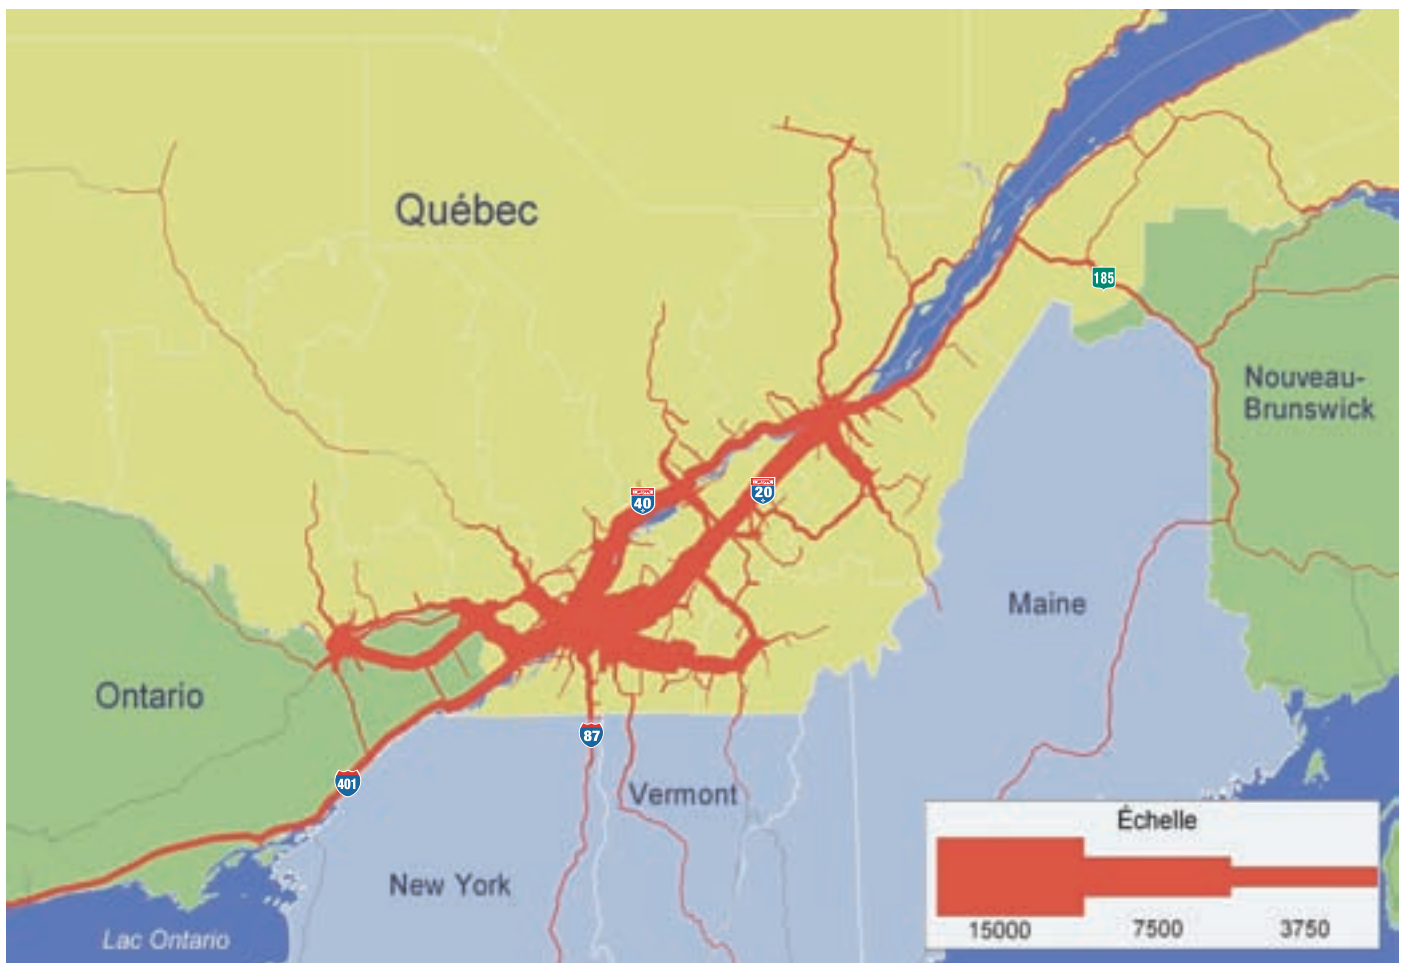 Québec
185
Nouveau-
Brunswick
40
20
Maine
Ontario
87
401
Vermont
New York
Lac Ontario
Échelle
15000
7500
3750